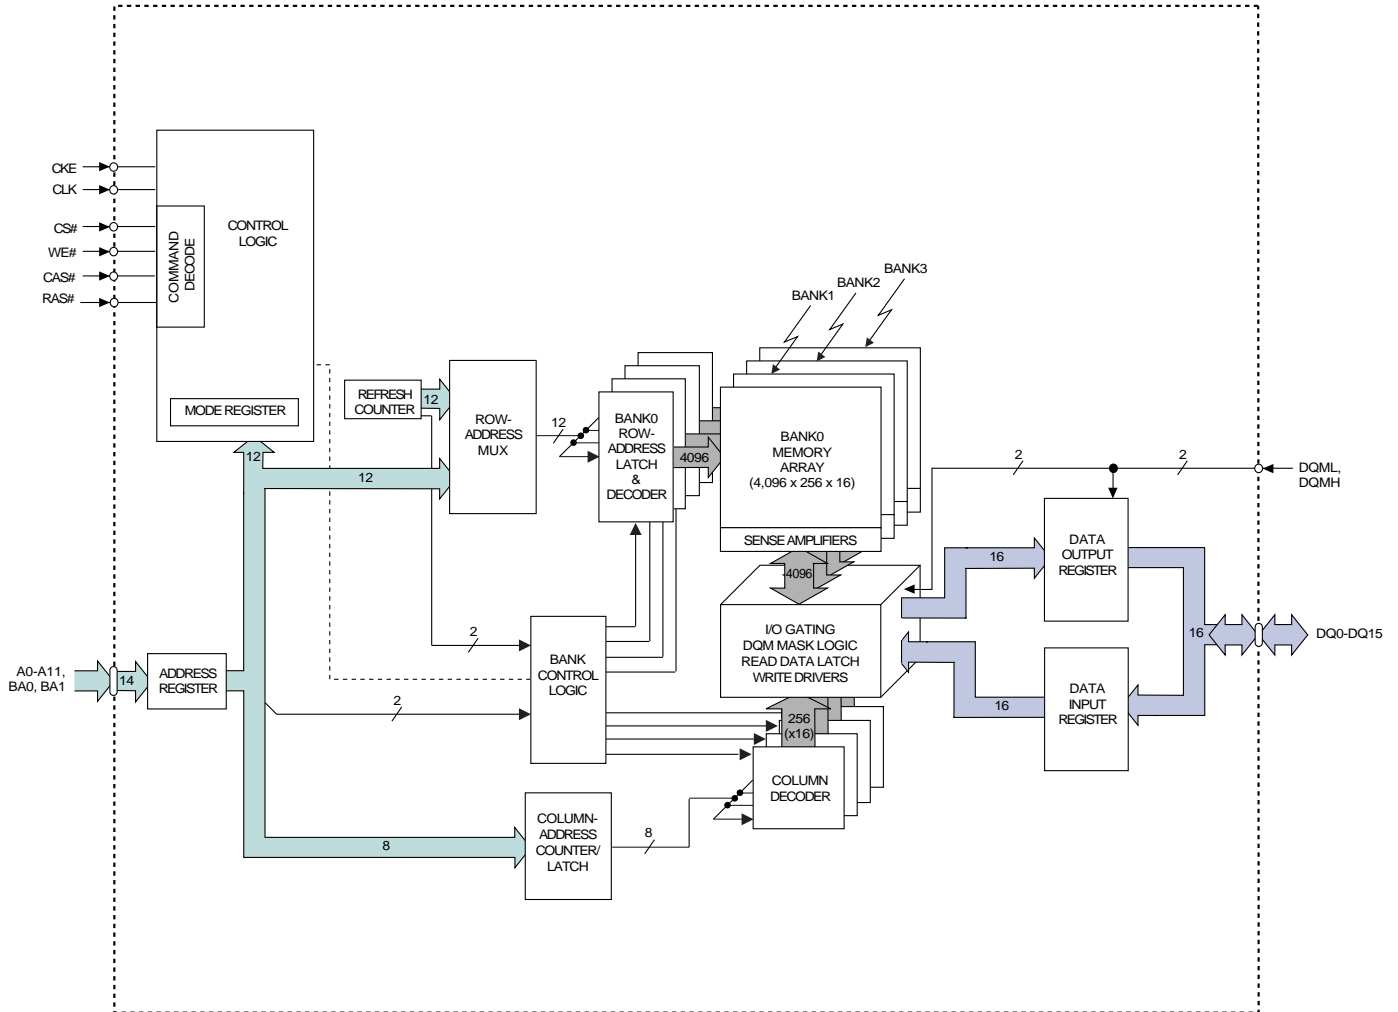 CKE
CLK
CS#
WE#
CAS#
RAS#
COMMAND
DECODE
CONTROL
LOGIC
MODE REGISTER
BANK1
BANK2
BANK3
REFRESH
COUNTER
12
ROW-
ADDRESS
MUX
12
12
12
BANK0
ROW-
ADDRESS
LATCH
&
DECODER
4096
BANK0
MEMORY
ARRAY
(4,096 x 256 x 16)
SENSE AMPLIFIERS
4096
2
2
DQML,
DQMH
16
DATA
OUTPUT
REGISTER
I/O GATING
DQM MASK LOGIC
READ DATA LATCH
WRITE DRIVERS
16
DQ0-DQ15
16
DATA
INPUT
REGISTER
A0-A11,
BA0, BA1
14
ADDRESS
REGISTER
2
2
BANK
CONTROL
LOGIC
256
(x16)
COLUMN
DECODER
8
COLUMN-
ADDRESS
COUNTER/
LATCH
8